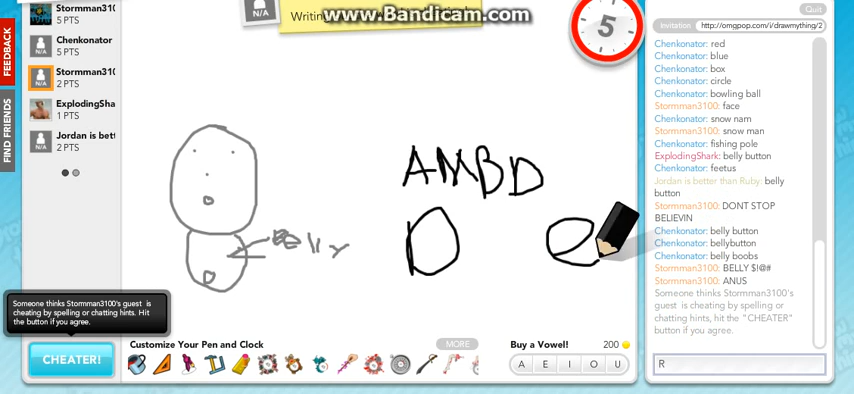 Writing
www.Bandicam.com
5
Quit
Invitation http://omgpop.com/i/drawmything/2
FEEDBACK
FIND FRIENDS
N/A
Stormman310
5 PTS
Chenkonator
5 PTS
N/A
Stormman310
2 PTS
N/A
ExplodingSha
1 PTS
Jordan is bett
2 PTS
N/A
Chenkonator: red
Chenkonator: blue
Chenkonator: box
Chenkonator: circle
Chenkonator: bowling ball
Stormman3100: face
Chenkonator: snow nam
Stormman3100: snow man
Chenkonator: fishing pole
ExplodingShark: belly button
Chenkonator: feetus
Jordan is better than Ruby: belly
button
Stormman3100: DONT STOP
BELIEVIN
Chenkonator: belly button
Chenkonator: bellybutton
Chenkonator: belly boobs
Stormman3100: BELLY $!@#
Stormman3100: ANUS
Someone thinks Stormman3100's
guest is cheating by spelling or
chatting hints, hit the "CHEATER"
button if you agree.
R
AMBD
D e
Belly
Someone thinks Stormman3100's guest is
cheating by spelling or chatting hints. Hit
the button if you agree.
CHEATER!
Customize Your Pen and Clock
MORE
Buy a Vowel!
200
A E I O U